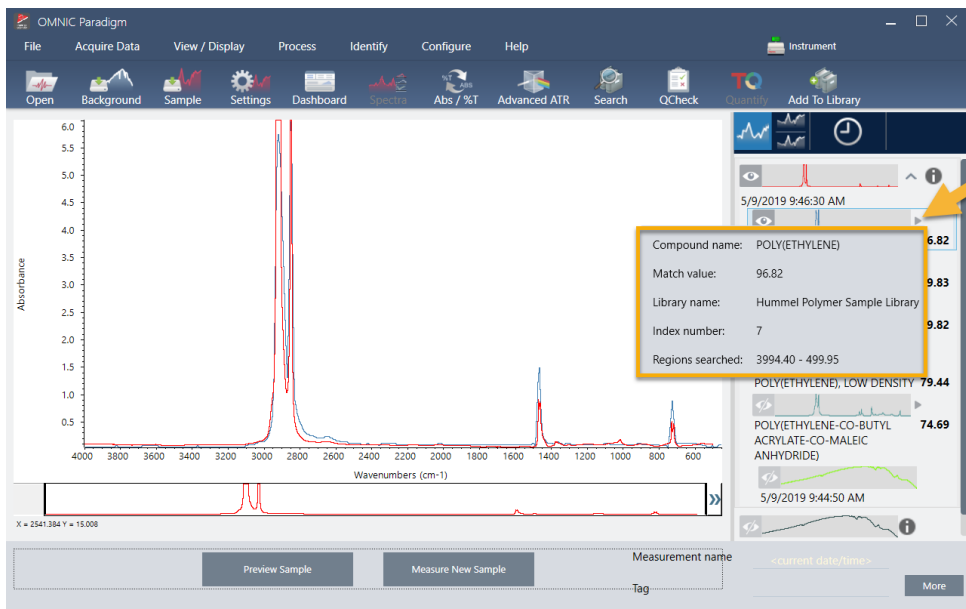 OMNIC Paradigm
File Acquire Data View / Display Process Identify Configure Help Instrument
%T ABS
TQ
Open Background Sample Settings Dashboard Spectra Abs / %T Advanced ATR Search QCheck Quantify Add To Library
6.0
5.5
5.0
4.5
4.0
3.5
3.0
2.5
2.0
1.5
1.0
0.5
Absorbance
4000 3800 3600 3400 3200 3000 2800 2600 2400 2200 2000 1800 1600 1400 1200 1000 800 600
Wavenumbers (cm-1)
X = 2541.384 Y = 15.008
5/9/2019 9:46:30 AM
6.82
Compound name: POLY(ETHYLENE)
Match value: 96.82
9.83
Library name: Hummel Polymer Sample Library
Index number: 7
9.82
Regions searched: 3994.40 - 499.95
POLY(ETHYLENE), LOW DENSITY 79.44
POLY(ETHYLENE-CO-BUTYL 74.69
ACRYLATE-CO-MALEIC
ANHYDRIDE)
5/9/2019 9:44:50 AM
Preview Sample Measure New Sample
Measurement name <current date/time>
Tag
More